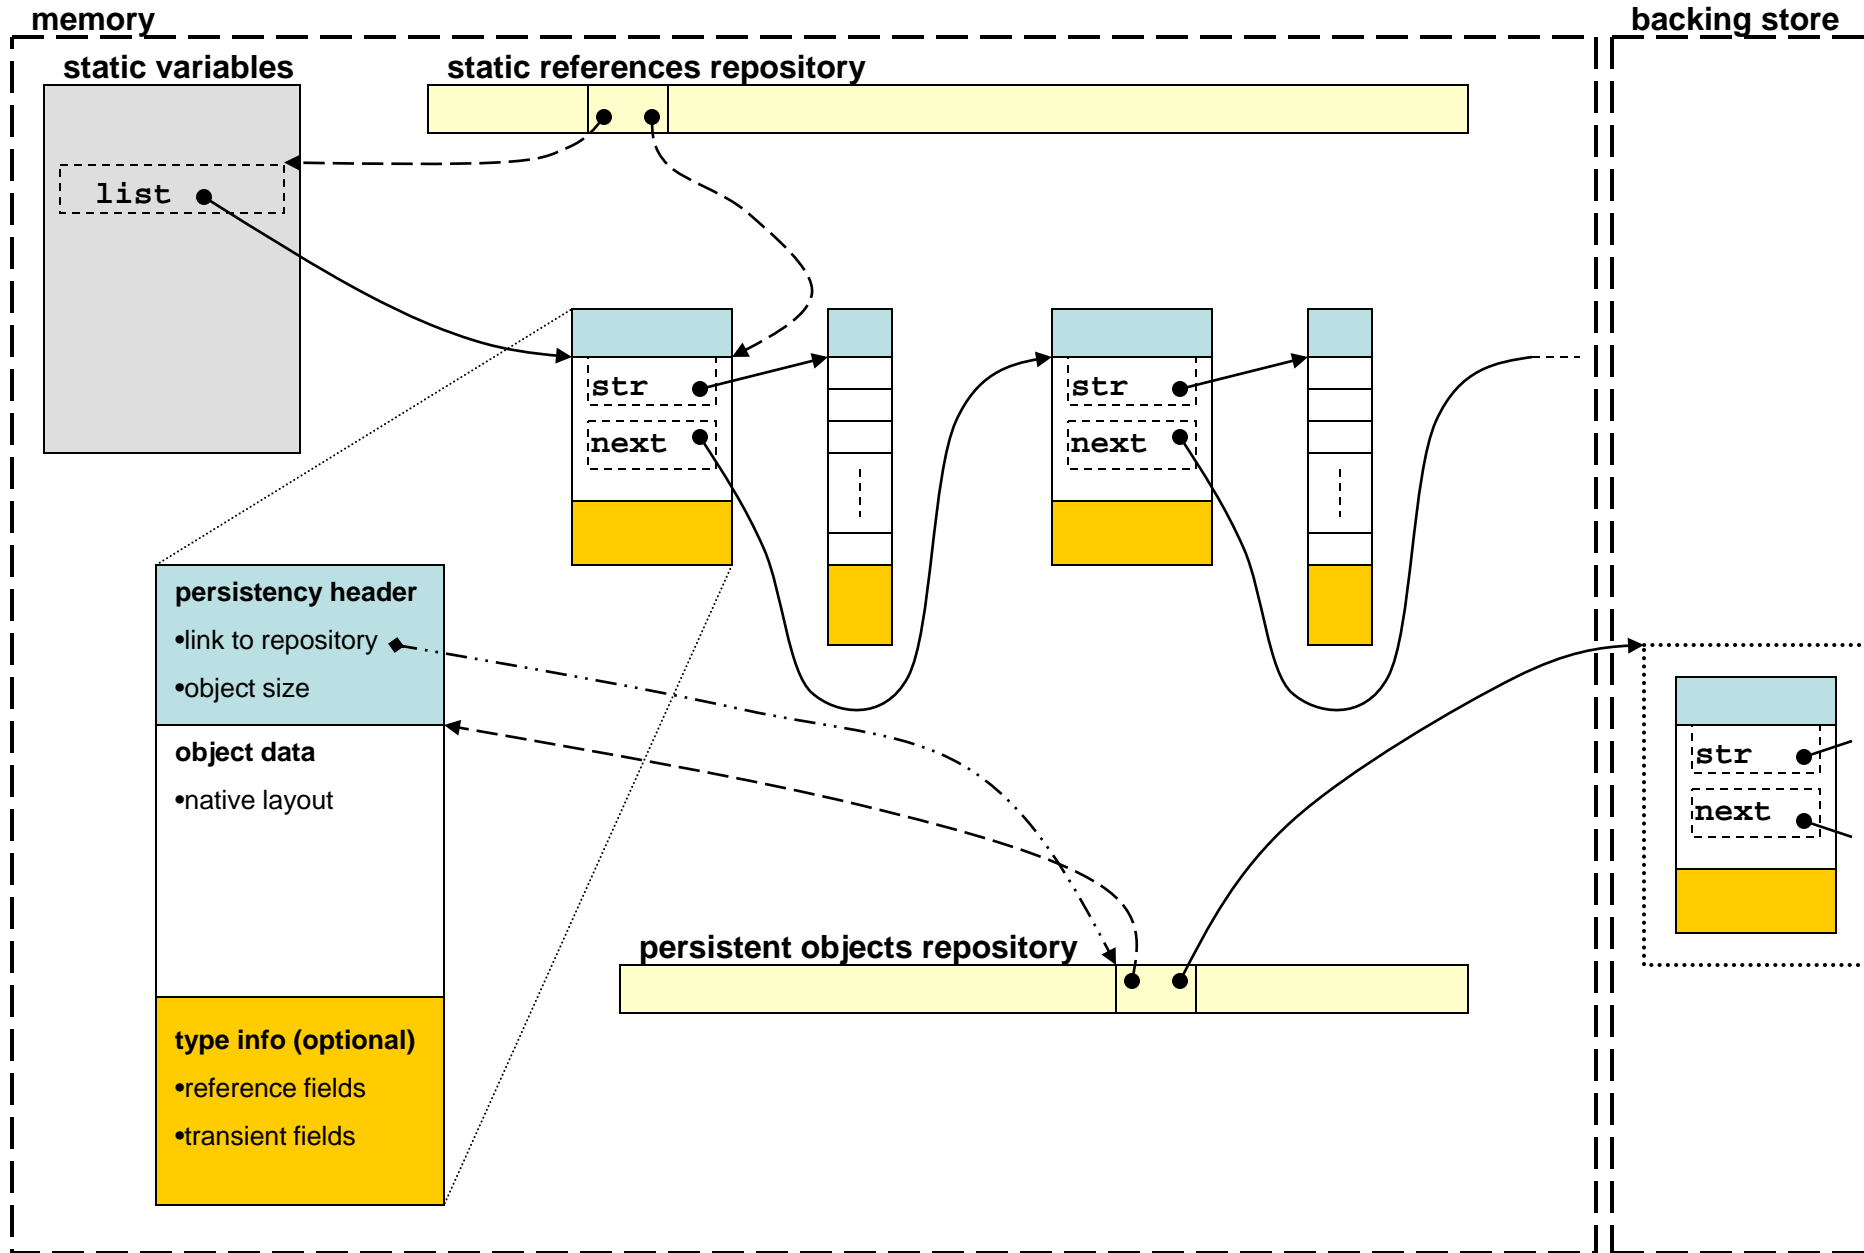 memory
backing store
static variables
static references repository
list
str
next
str
next
persistency header
•link to repository
•object size
object data
•native layout
str
next
persistent objects repository
type info (optional)
•reference fields
•transient fields